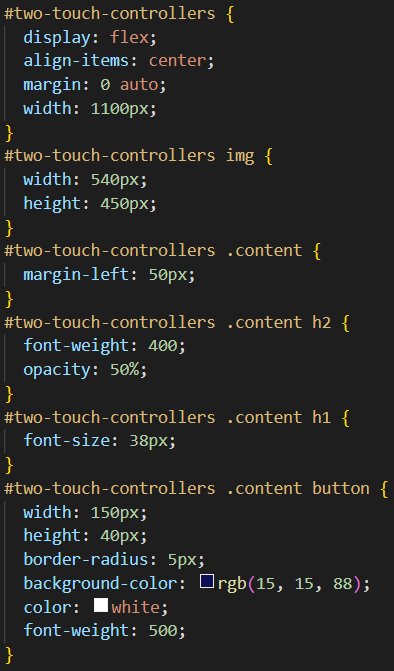 #two-touch-controllers {
display: flex;
align-items: center;
margin: 0 auto;
width: 1100px;
}
#two-touch-controllers img {
width: 540px;
height: 450px;
}
#two-touch-controllers .content {
margin-left: 50px;
}
#two-touch-controllers .content h2 {
font-weight: 400;
opacity: 50%;
}
#two-touch-controllers .content h1 {
font-size: 38px;
}
#two-touch-controllers .content button {
width: 150px;
height: 40px;
border-radius: 5px;
background-color: rgb(15, 15, 88);
color: white;
font-weight: 500;
}